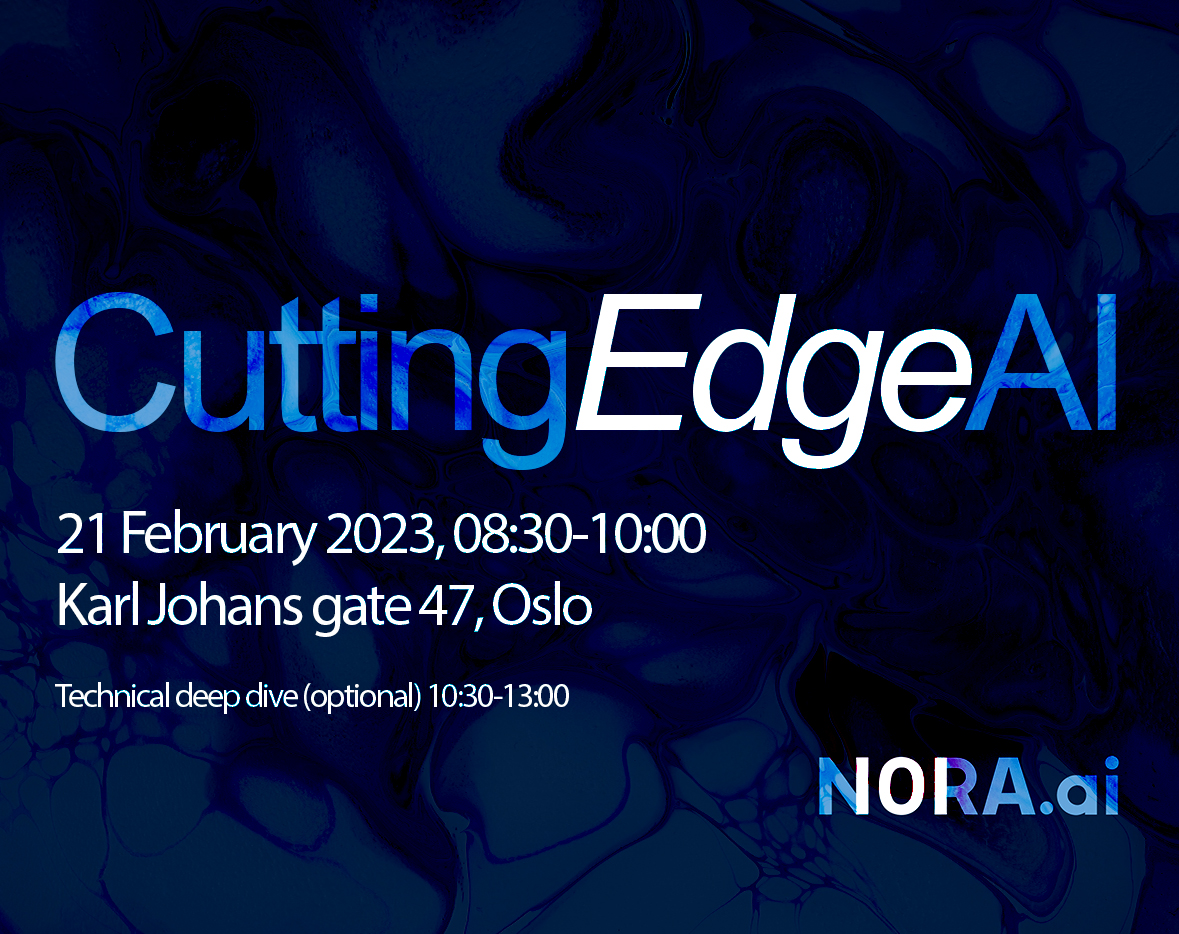 CuttingEdgeAI
21 February 2023, 08:30-10:00
Karl Johans gate 47, Oslo
Technical deep dive (optional) 10:30-13:00
NORA.ai